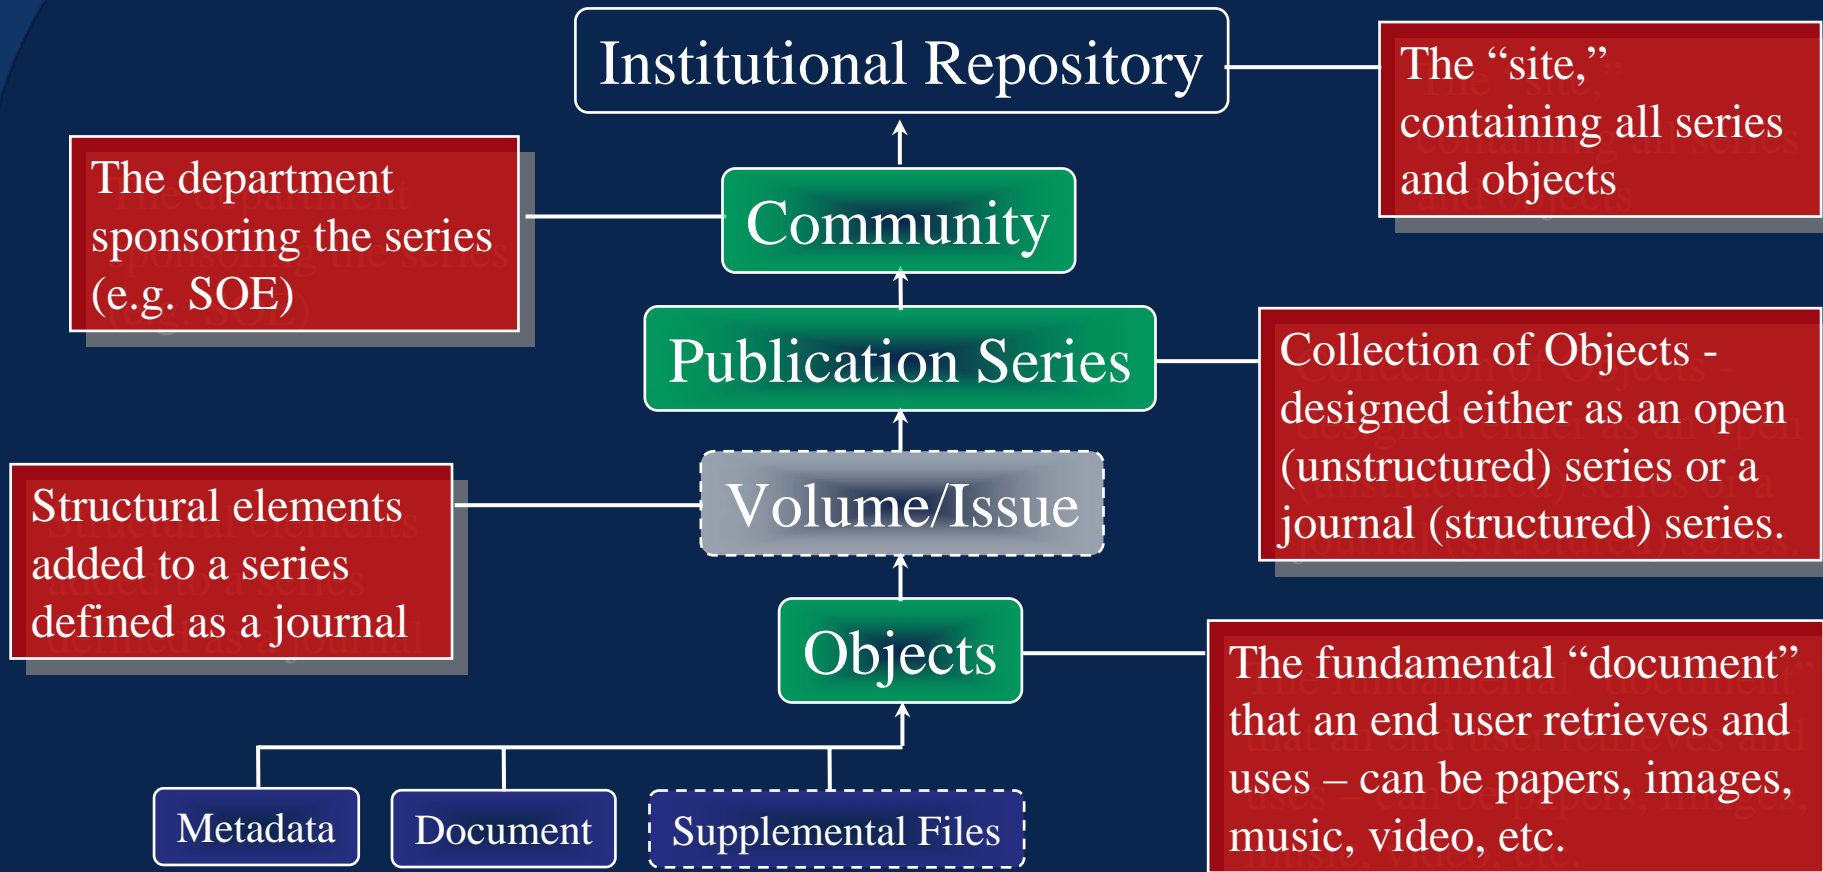 Institutional Repository
The “site,”
containing all series
and objects
The department
sponsoring the series
(e.g. SOE)
Community
Publication Series
Collection of Objects -
designed either as an open
(unstructured) series or a
journal (structured) series.
Structural elements
added to a series
defined as a journal
Volume/Issue
Objects
The fundamental “document”
that an end user retrieves and
uses – can be papers, images,
music, video, etc.
Metadata
Document
Supplemental Files